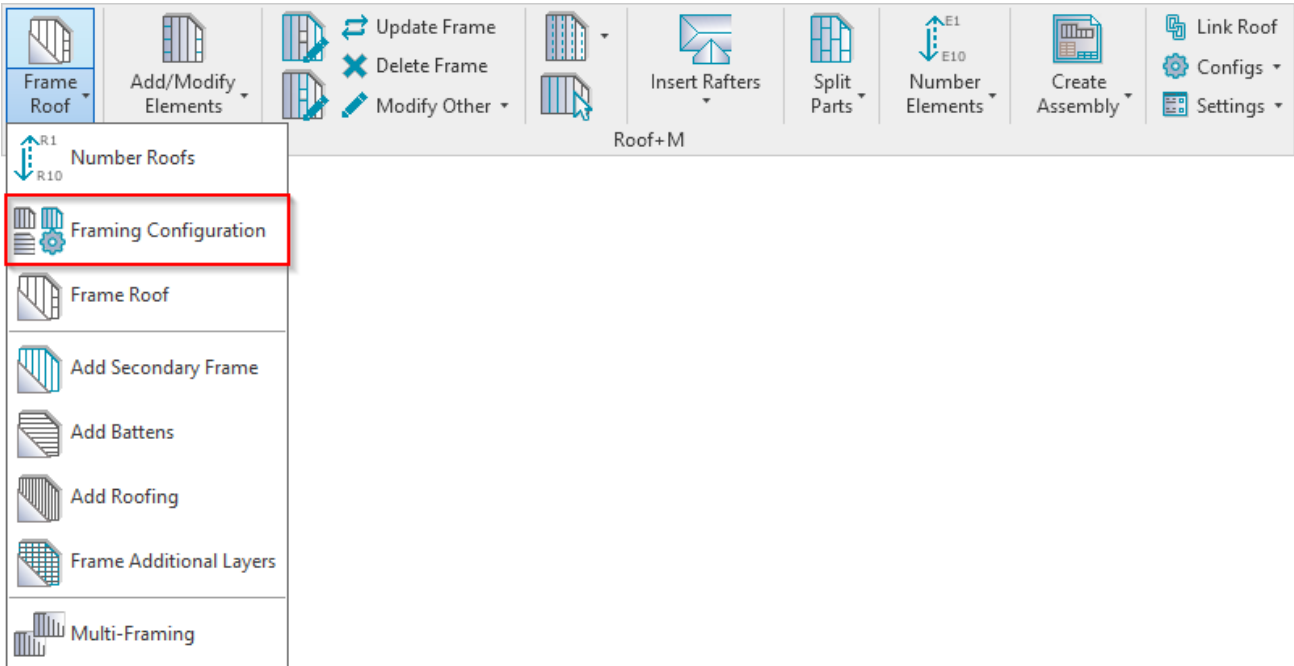 Frame
Roof
Add/Modify
Elements
Update Frame
Delete Frame
Modify Other
Insert Rafters
Split
Parts
E1
E10
Number
Elements
Create
Assembly
Link Roof
Configs
Settings
Roof+M
R1
R10
Number Roofs
Framing Configuration
Frame Roof
Add Secondary Frame
Add Battens
Add Roofing
Frame Additional Layers
Multi-Framing